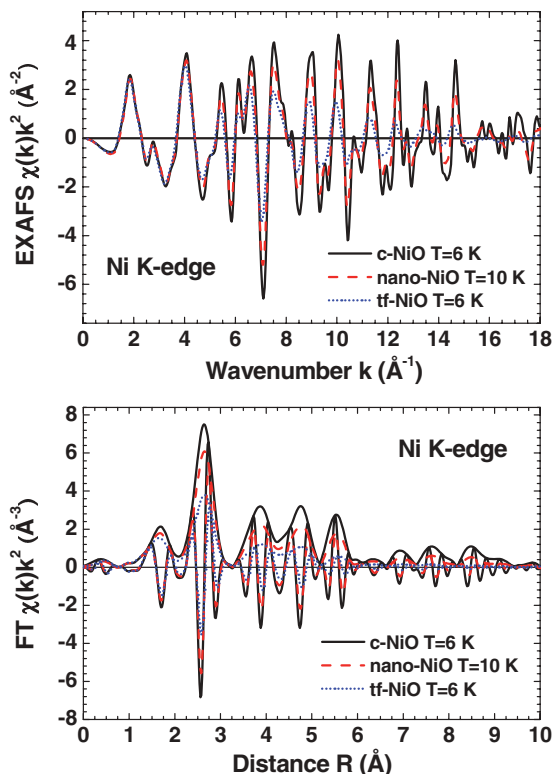 4
2
0
-2
-4
-6
EXAFS χ(k)k² (Å⁻²)
Ni K-edge
c-NiO T=6 K
nano-NiO T=10 K
tf-NiO T=6 K
0 2 4 6 8 10 12 14 16 18
Wavenumber k (Å⁻¹)
8
6
4
2
0
-2
-4
-6
-8
FT χ(k)k² (Å⁻³)
Ni K-edge
c-NiO T=6 K
nano-NiO T=10 K
tf-NiO T=6 K
0 1 2 3 4 5 6 7 8 9 10
Distance R (Å)